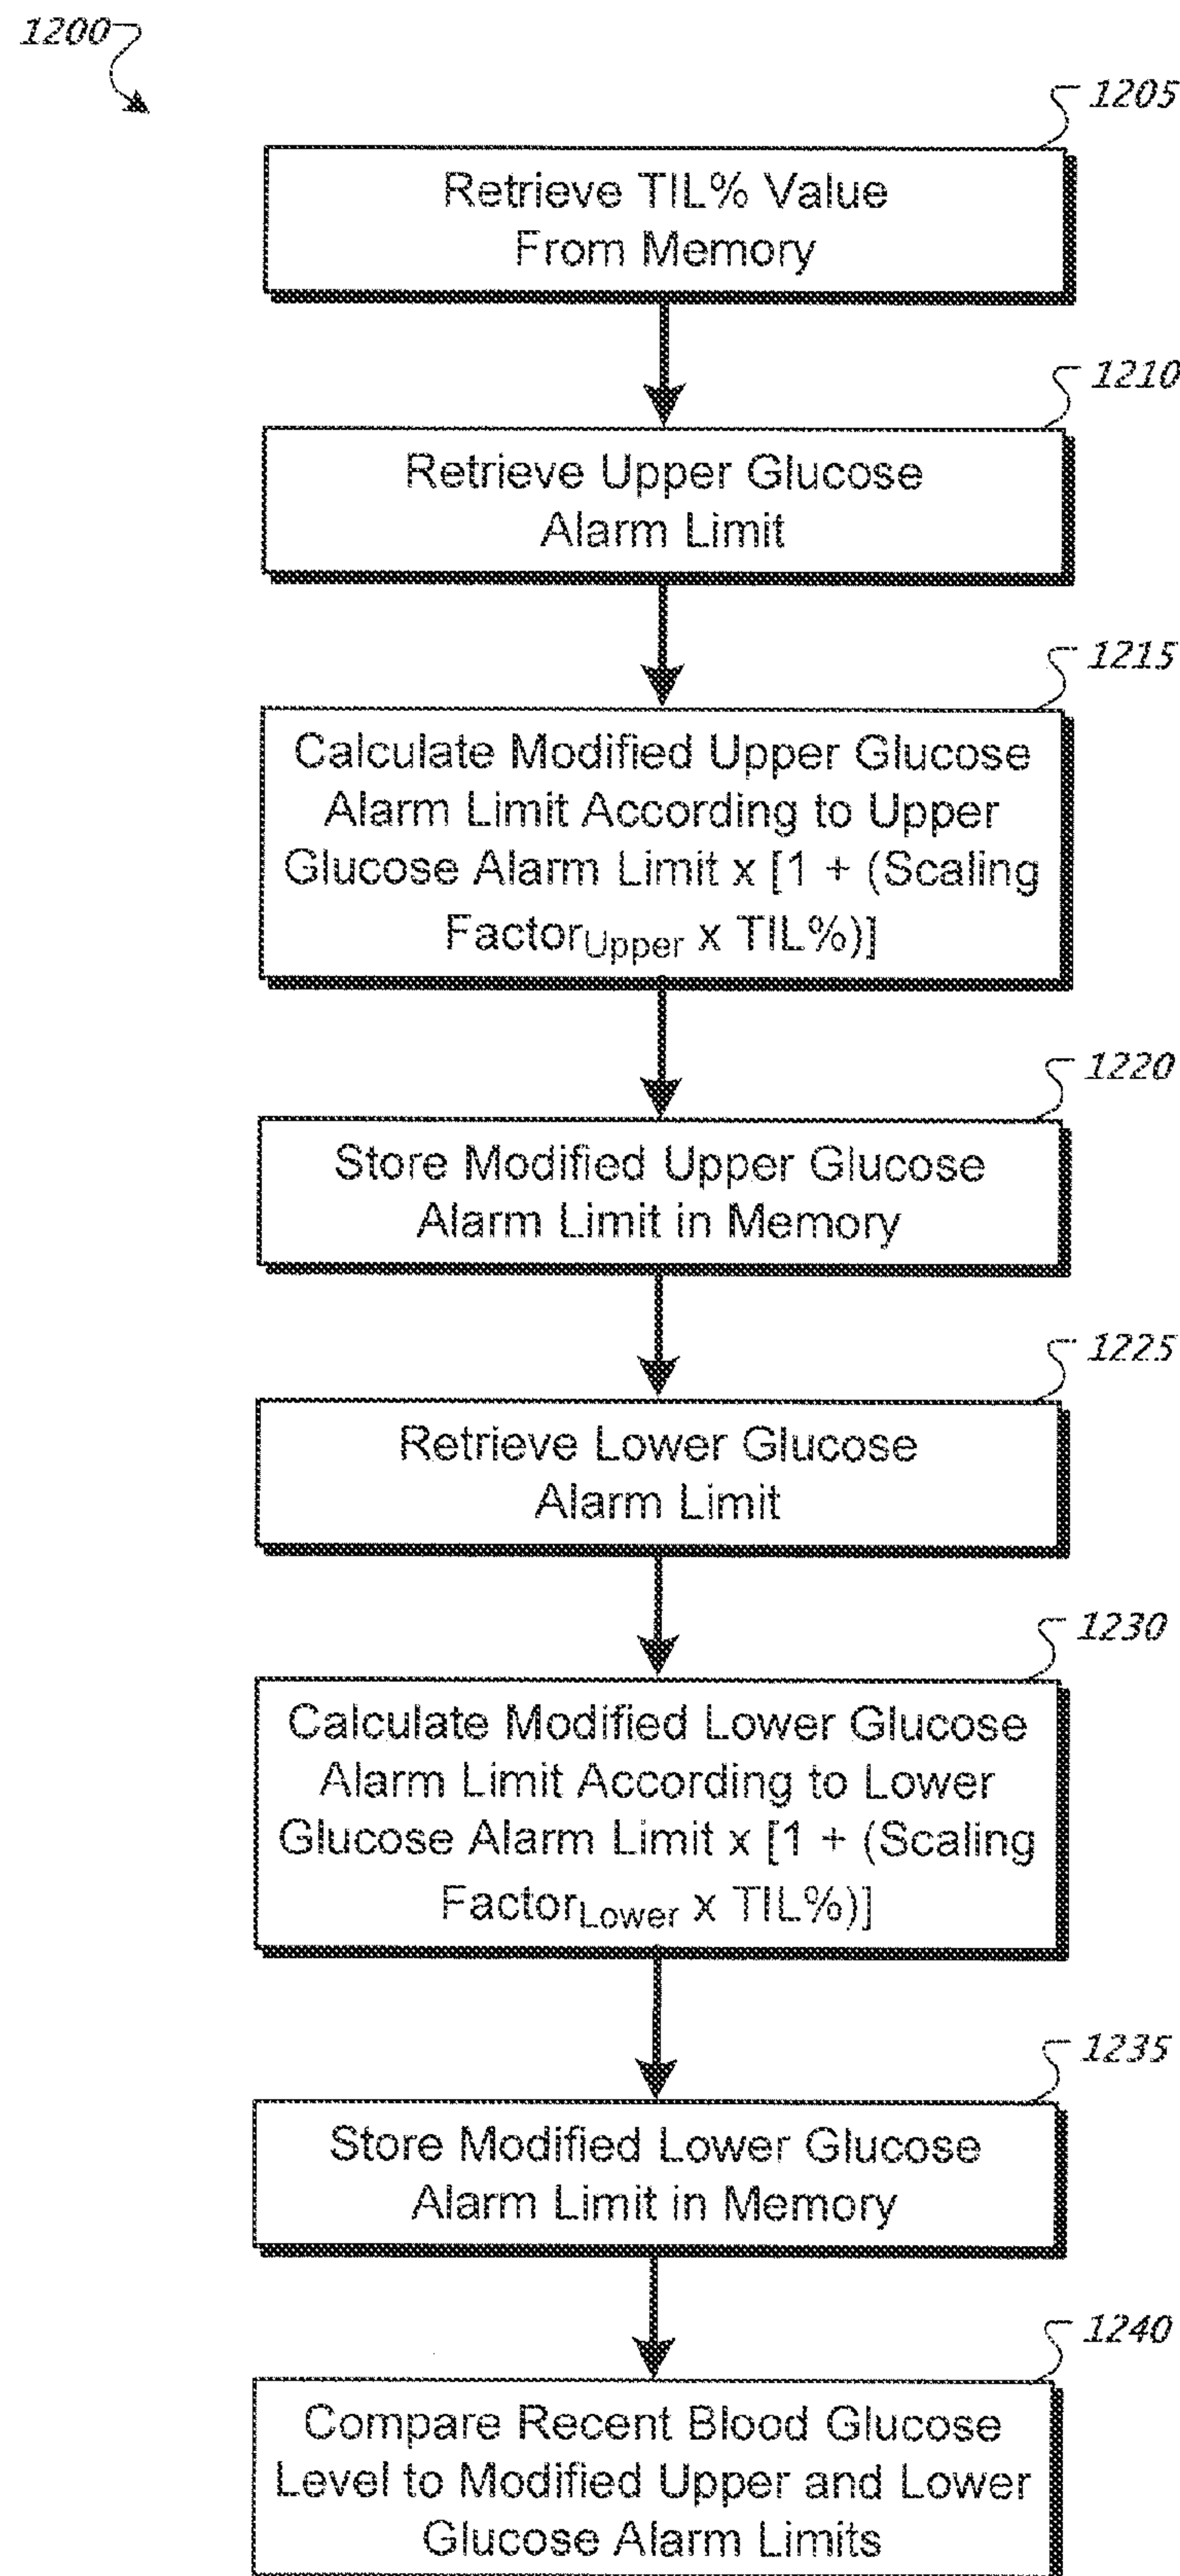 1200
1205
Retrieve TIL% Value
From Memory
1210
Retrieve Upper Glucose
Alarm Limit
1215
Calculate Modified Upper Glucose
Alarm Limit According to Upper
Glucose Alarm Limit x [1 + (Scaling
FactorUpper x TIL%)]
1220
Store Modified Upper Glucose
Alarm Limit in Memory
1225
Retrieve Lower Glucose
Alarm Limit
1230
Calculate Modified Lower Glucose
Alarm Limit According to Lower
Glucose Alarm Limit x [1 + (Scaling
FactorLower x TIL%)]
1235
Store Modified Lower Glucose
Alarm Limit in Memory
1240
Compare Recent Blood Glucose
Level to Modified Upper and Lower
Glucose Alarm Limits